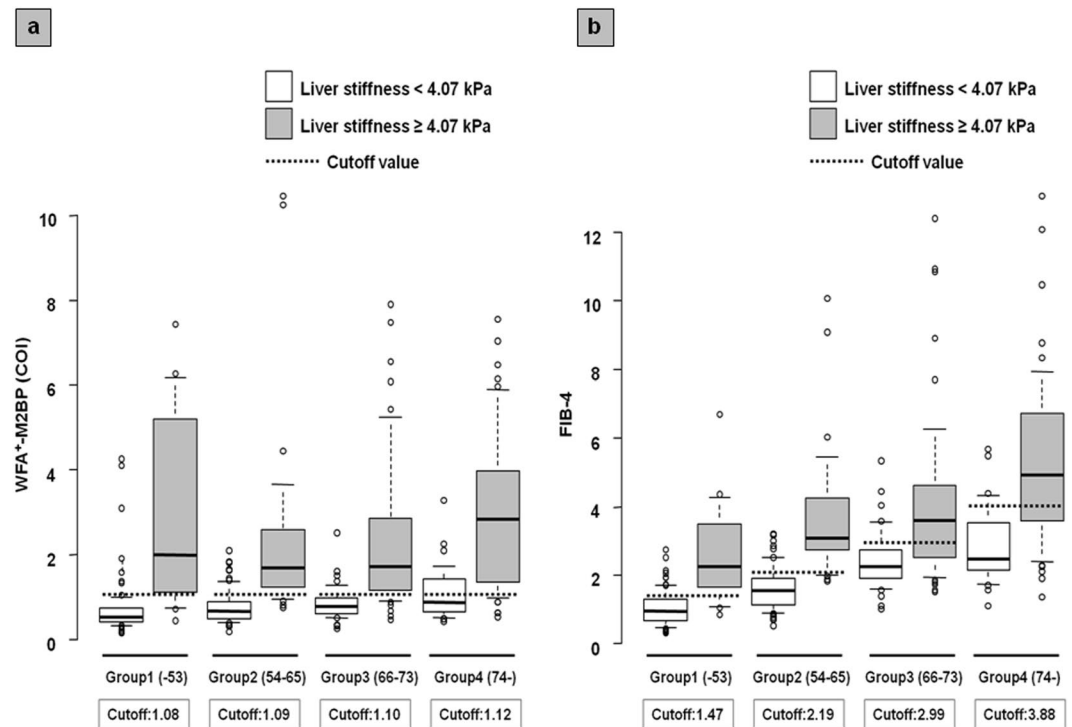 a
Liver stiffness < 4.07 kPa
Liver stiffness ≥ 4.07 kPa
Cutoff value
WFA⁺-M2BP (COI)
10
8
6
4
2
0
Group1 (-53) Group2 (54-65) Group3 (66-73) Group4 (74-)
Cutoff:1.08 Cutoff:1.09 Cutoff:1.10 Cutoff:1.12
b
Liver stiffness < 4.07 kPa
Liver stiffness ≥ 4.07 kPa
Cutoff value
FIB-4
12
10
8
6
4
2
0
Group1 (-53) Group2 (54-65) Group3 (66-73) Group4 (74-)
Cutoff:1.47 Cutoff:2.19 Cutoff:2.99 Cutoff:3.88